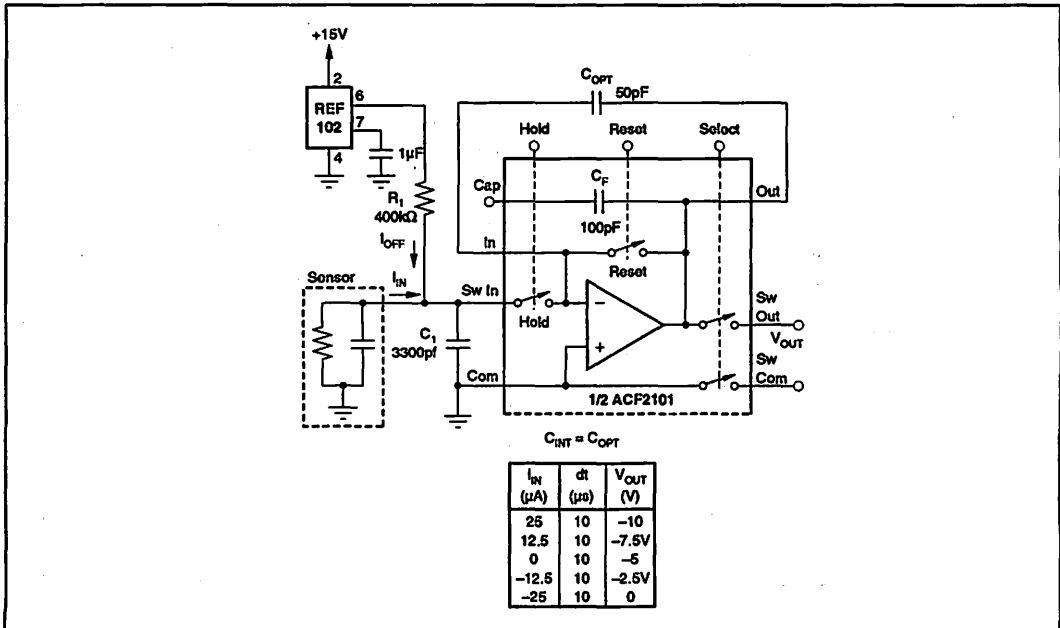 +15V
2
REF
102
6
7
4
1µF
R1
400kΩ
IOFF
IIN
Sensor
C1
3300pf
COPT
50pF
Hold
Reset
Select
Cap
CF
100pF
Out
In
Reset
Sw In
Hold
−
+
Com
Sw
Out
VOUT
Sw
Com
1/2 ACF2101
CINT = COPT
IIN (µA) dt (µs) VOUT (V)
25 10 −10
12.5 10 −7.5V
0 10 −5
−12.5 10 −2.5V
−25 10 0